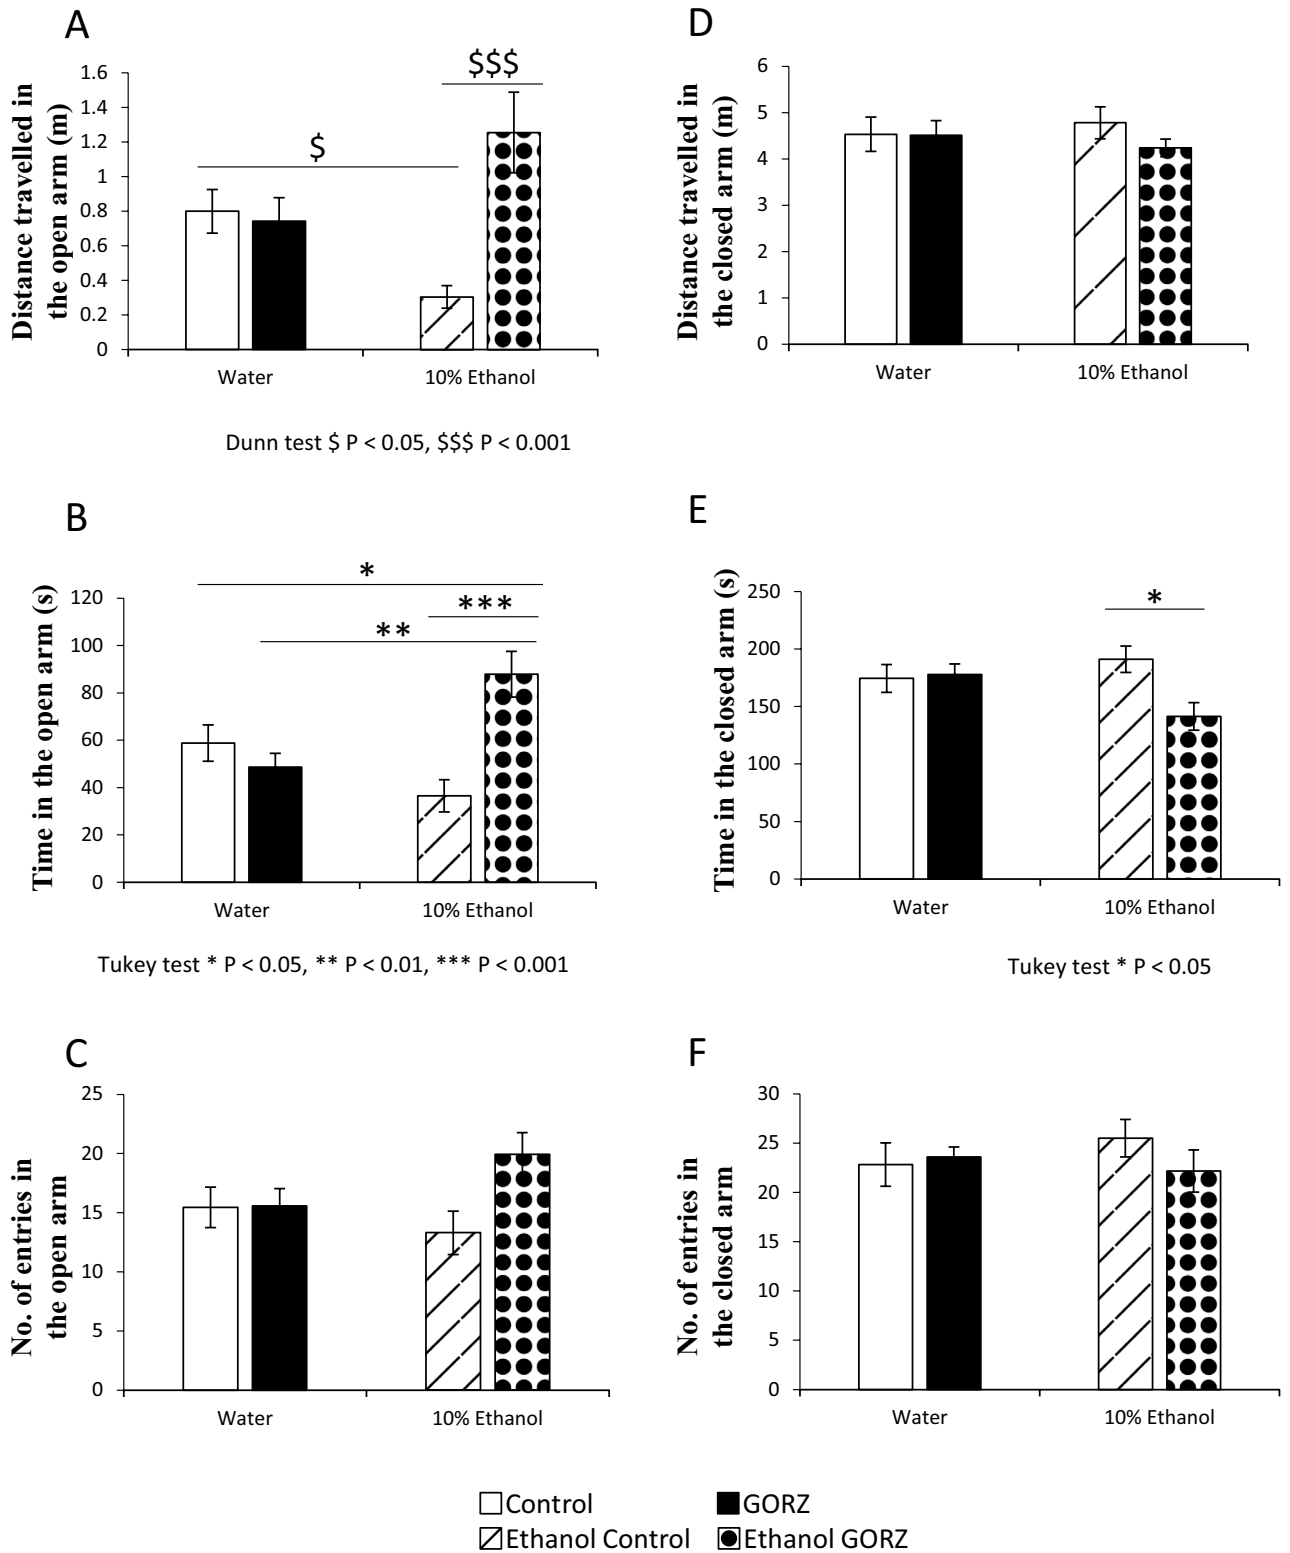 A
Distance travelled in
the open arm (m)
1.6
1.4
1.2
1
0.8
0.6
0.4
0.2
0
$
$$$
Water
10% Ethanol
Dunn test $ P < 0.05, $$$ P < 0.001
D
Distance travelled in
the closed arm (m)
6
5
4
3
2
1
0
Water
10% Ethanol
B
Time in the open arm (s)
120
100
80
60
40
20
0
*
***
**
Water
10% Ethanol
Tukey test * P < 0.05, ** P < 0.01, *** P < 0.001
E
Time in the closed arm (s)
250
200
150
100
50
0
*
Water
10% Ethanol
Tukey test * P < 0.05
C
No. of entries in
the open arm
25
20
15
10
5
0
Water
10% Ethanol
F
No. of entries in
the closed arm
30
25
20
15
10
5
0
Water
10% Ethanol
Control
GORZ
Ethanol Control
Ethanol GORZ